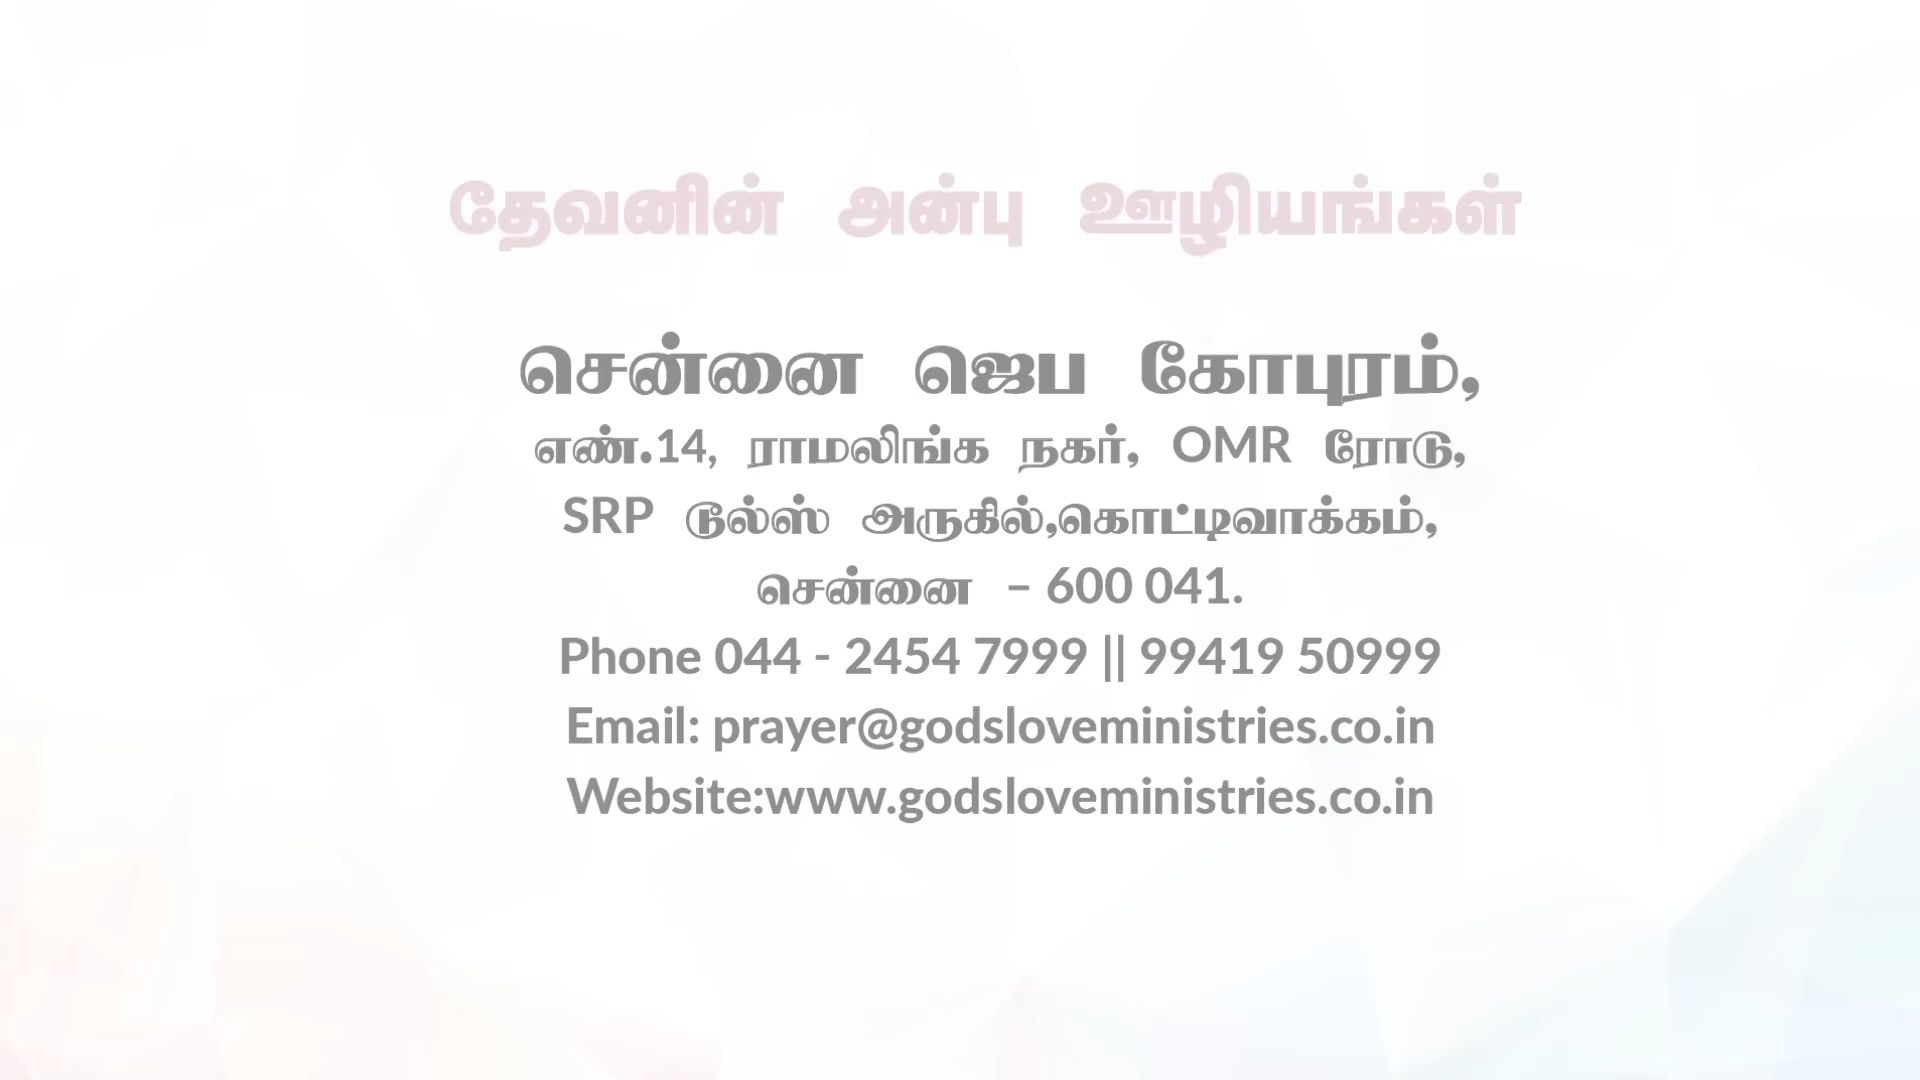 தேவனின் அன்பு ஊழியங்கள்
சென்னை ஜெப கோபுரம்,
எண்.14, ராமலிங்க நகர், OMR ரோடு,
SRP டூல்ஸ் அருகில்,கொட்டிவாக்கம்,
சென்னை – 600 041.
Phone 044 - 2454 7999 || 99419 50999
Email: prayer@godsloveministries.co.in
Website:www.godsloveministries.co.in